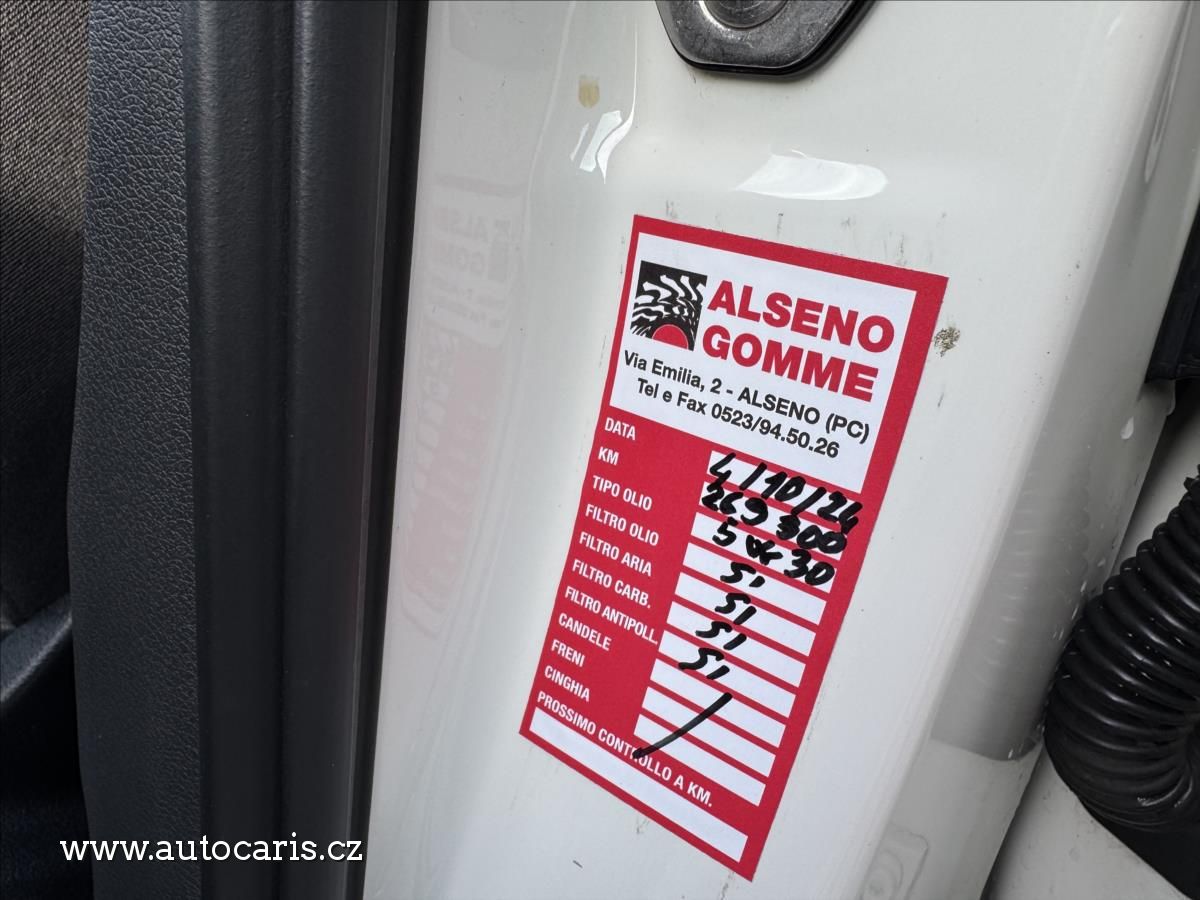 ALSENO
GOMME
Via Emilia, 2 - ALSENO (PC)
Tel e Fax 0523/94.50.26
DATA 4/10/24
KM 269 300
TIPO OLIO 5 W 30
FILTRO OLIO SI
FILTRO ARIA SI
FILTRO CARB. SI
FILTRO ANTIPOLL. SI
CANDELE
FRENI
CINGHIA
PROSSIMO CONTROLLO A KM.
www.autocaris.cz